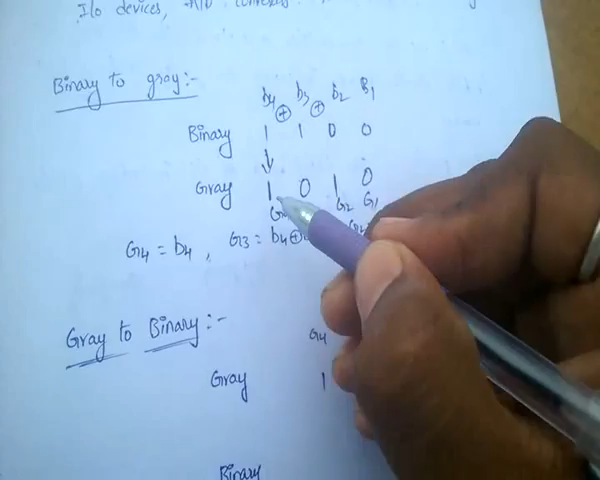 I/o devices, A/D
Binary to gray:-
b4 ⊕ b3 ⊕ b2 B1
Binary 1 1 0 0
Gray 1 0 1 0
G2 G1
G4 = b4, G3 = b4⊕
Gray to Binary:-
G4
Gray 1
Binary